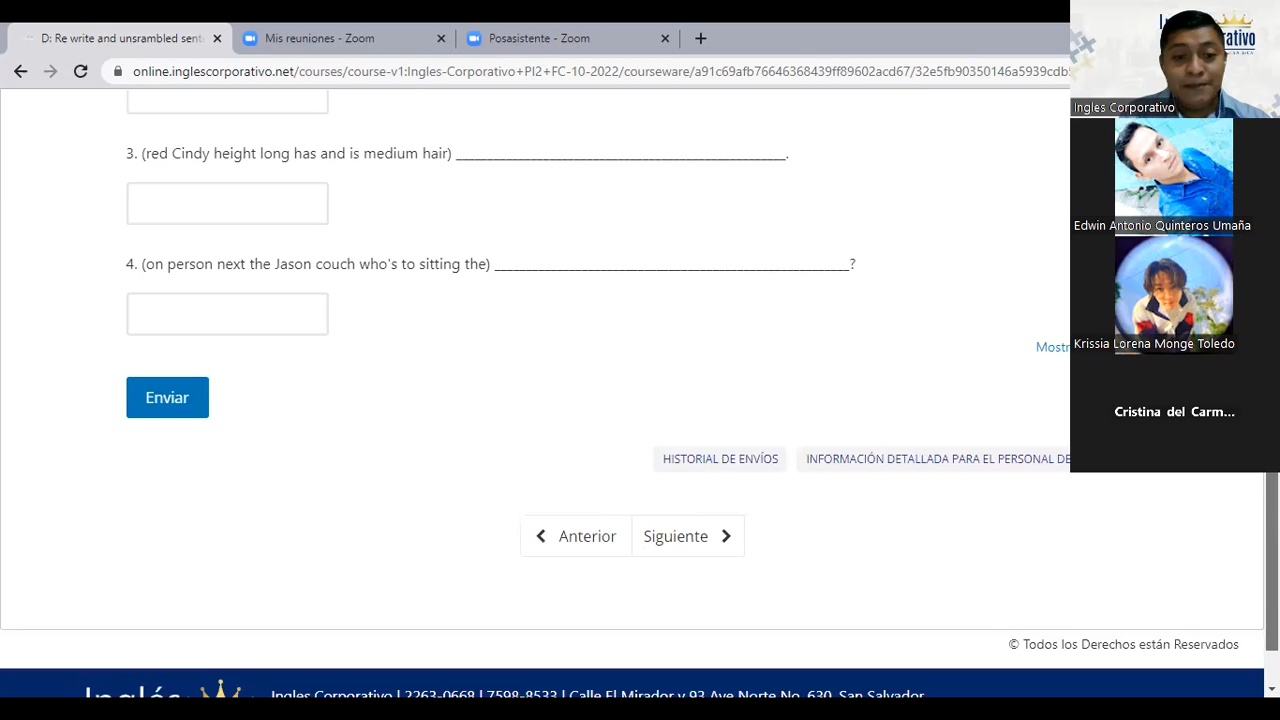 D: Re write and unsrambled sent
Mis reuniones - Zoom
Posasistente - Zoom
online.inglescorporativo.net/courses/course-v1:Ingles-Corporativo+PI2+FC-10-2022/courseware/a91c69afb76646368439ff89602acd67/32e5fb90350146a5939cdb5
3. (red Cindy height long has and is medium hair) ______________________________________________.
4. (on person next the Jason couch who's to sitting the) __________________________________________________?
Mostr
Enviar
HISTORIAL DE ENVÍOS
INFORMACIÓN DETALLADA PARA EL PERSONAL DE
Anterior
Siguiente
© Todos los Derechos están Reservados
Inglés
Ingles Corporativo | 2263-0668 | 7598-8533 | Calle El Mirador y 93 Ave Norte No. 630, San Salvador
Ingles Corporativo
Edwin Antonio Quinteros Umaña
Krissia Lorena Monge Toledo
Cristina del Carm...